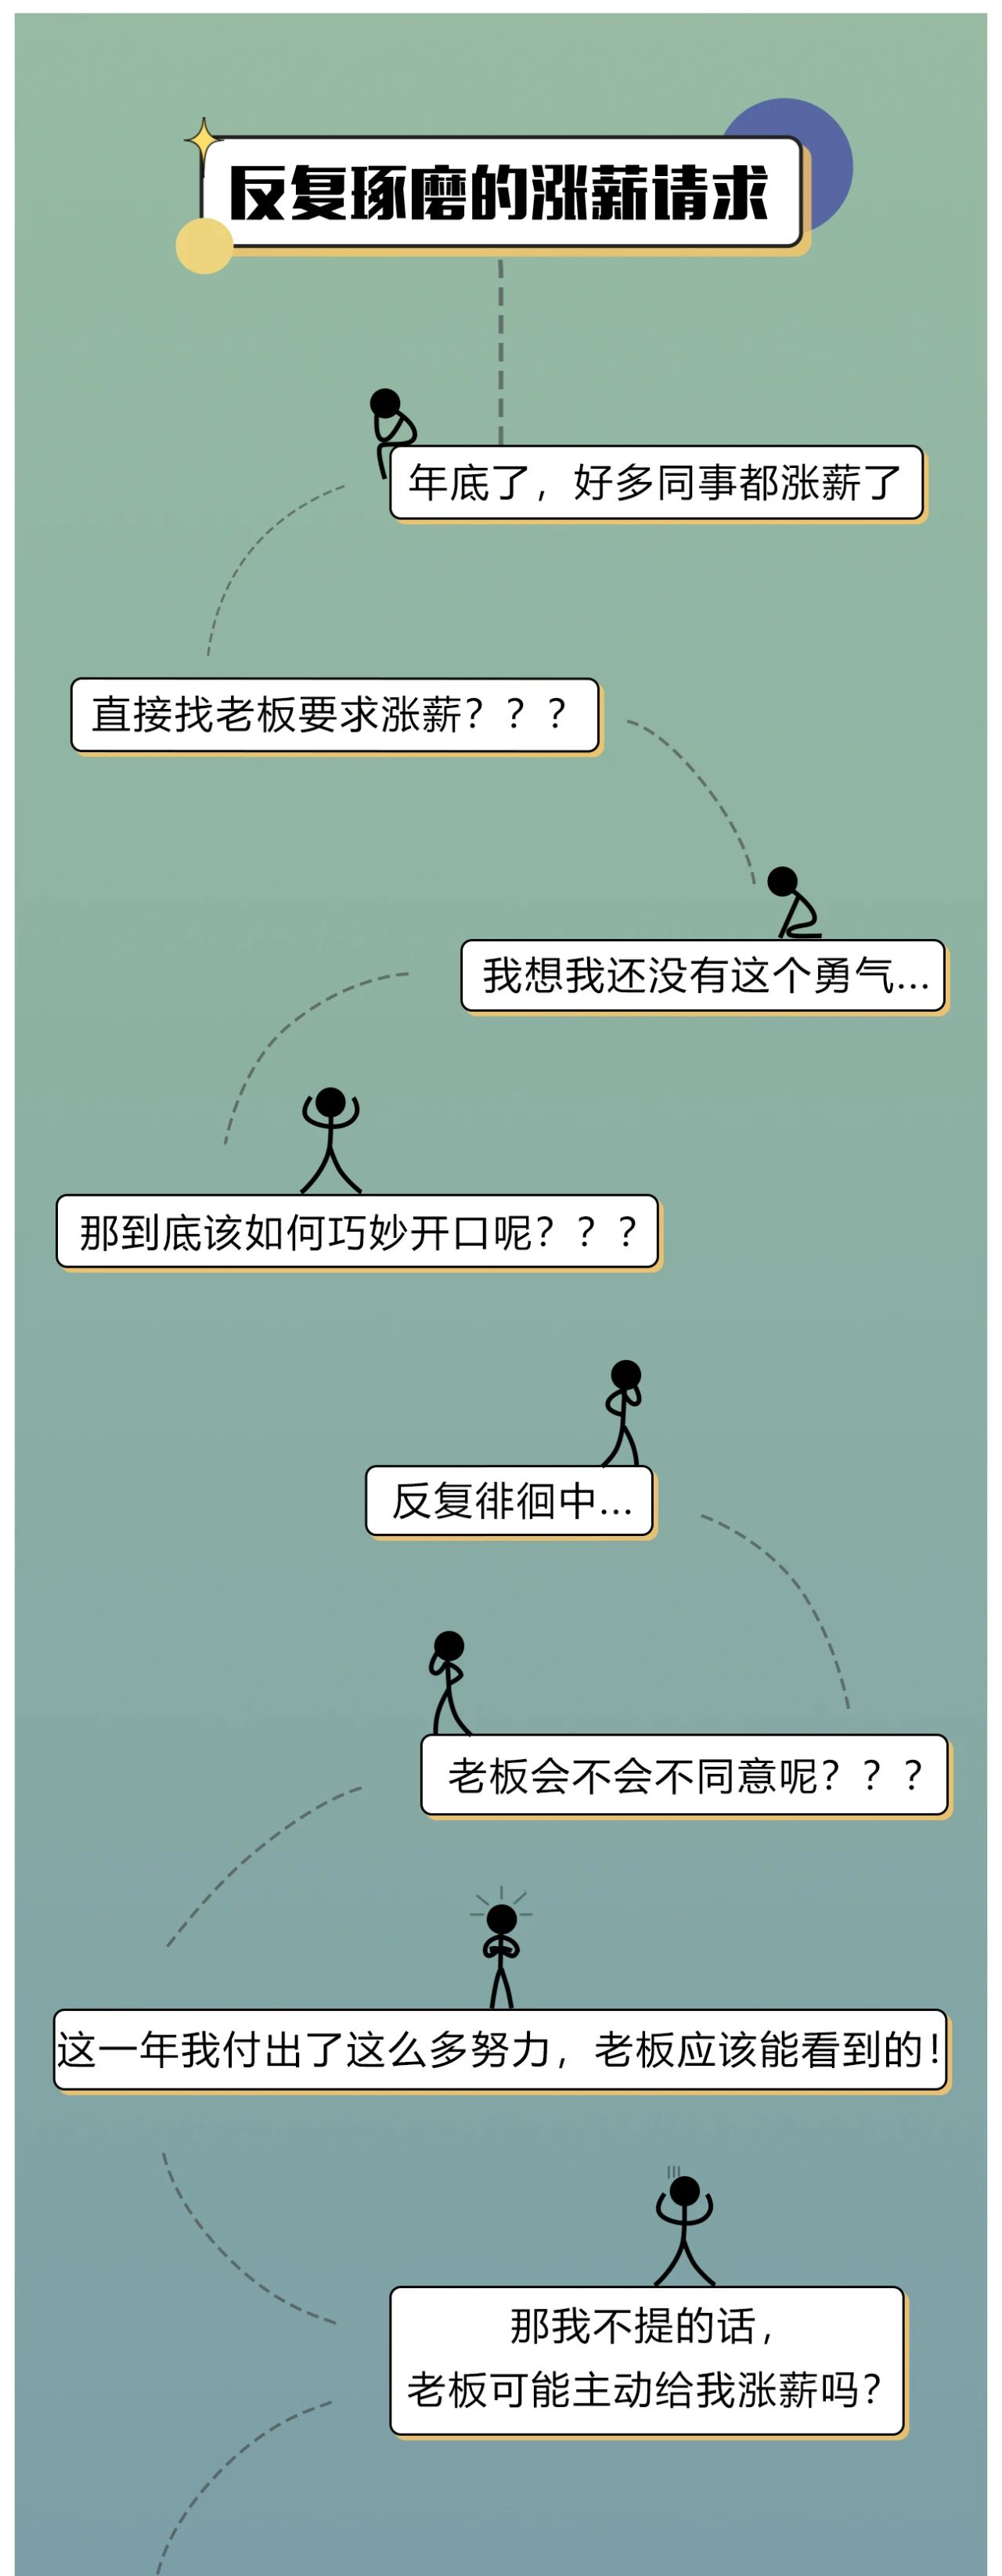 反复琢磨的涨薪请求
年底了，好多同事都涨薪了
直接找老板要求涨薪？？？
我想我还没有这个勇气...
那到底该如何巧妙开口呢？？？
反复徘徊中...
老板会不会不同意呢？？？
这一年我付出了这么多努力，老板应该能看到的！
那我不提的话，
老板可能主动给我涨薪吗？